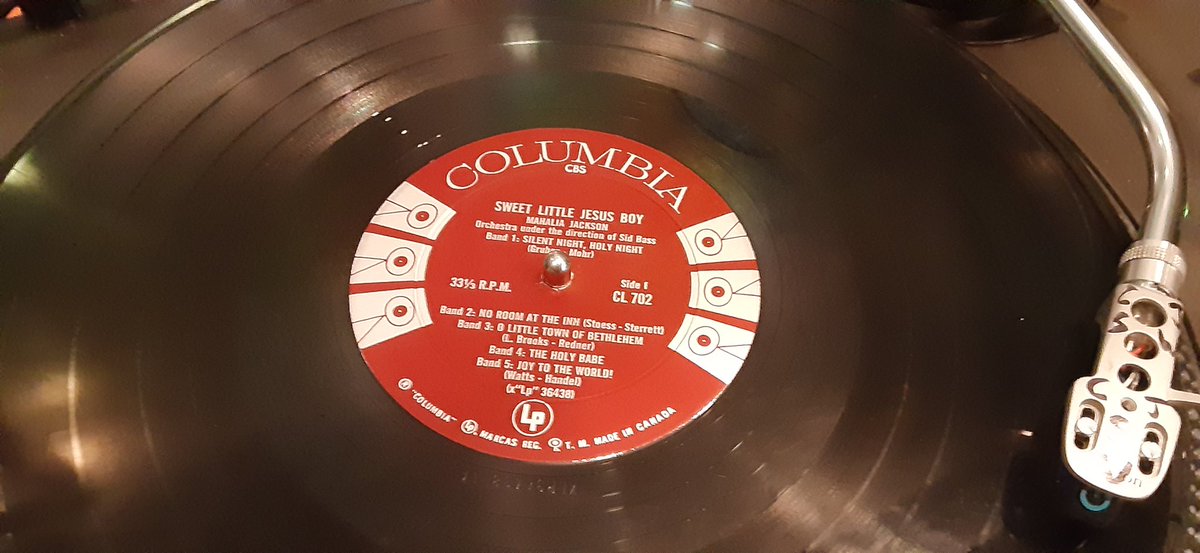 COLUMBIA
CBS
SWEET LITTLE JESUS BOY
MAHALIA JACKSON
Orchestra under the direction of Sid Bass
Band 1: SILENT NIGHT, HOLY NIGHT
Mohr)
33⅓ R.P.M.
Side 1
CL 702
Band 2: NO ROOM AT THE INN (Stoess - Sterrett)
Band 3: O LITTLE TOWN OF BETHLEHEM
(L. Brooks - Redner)
Band 4: THE HOLY BABE
Band 5: JOY TO THE WORLD!
(Watts - Handel)
(x"Lp" 36438)
Lp
"COLUMBIA" Lp MARCAS REG. T. M. MADE IN CANADA